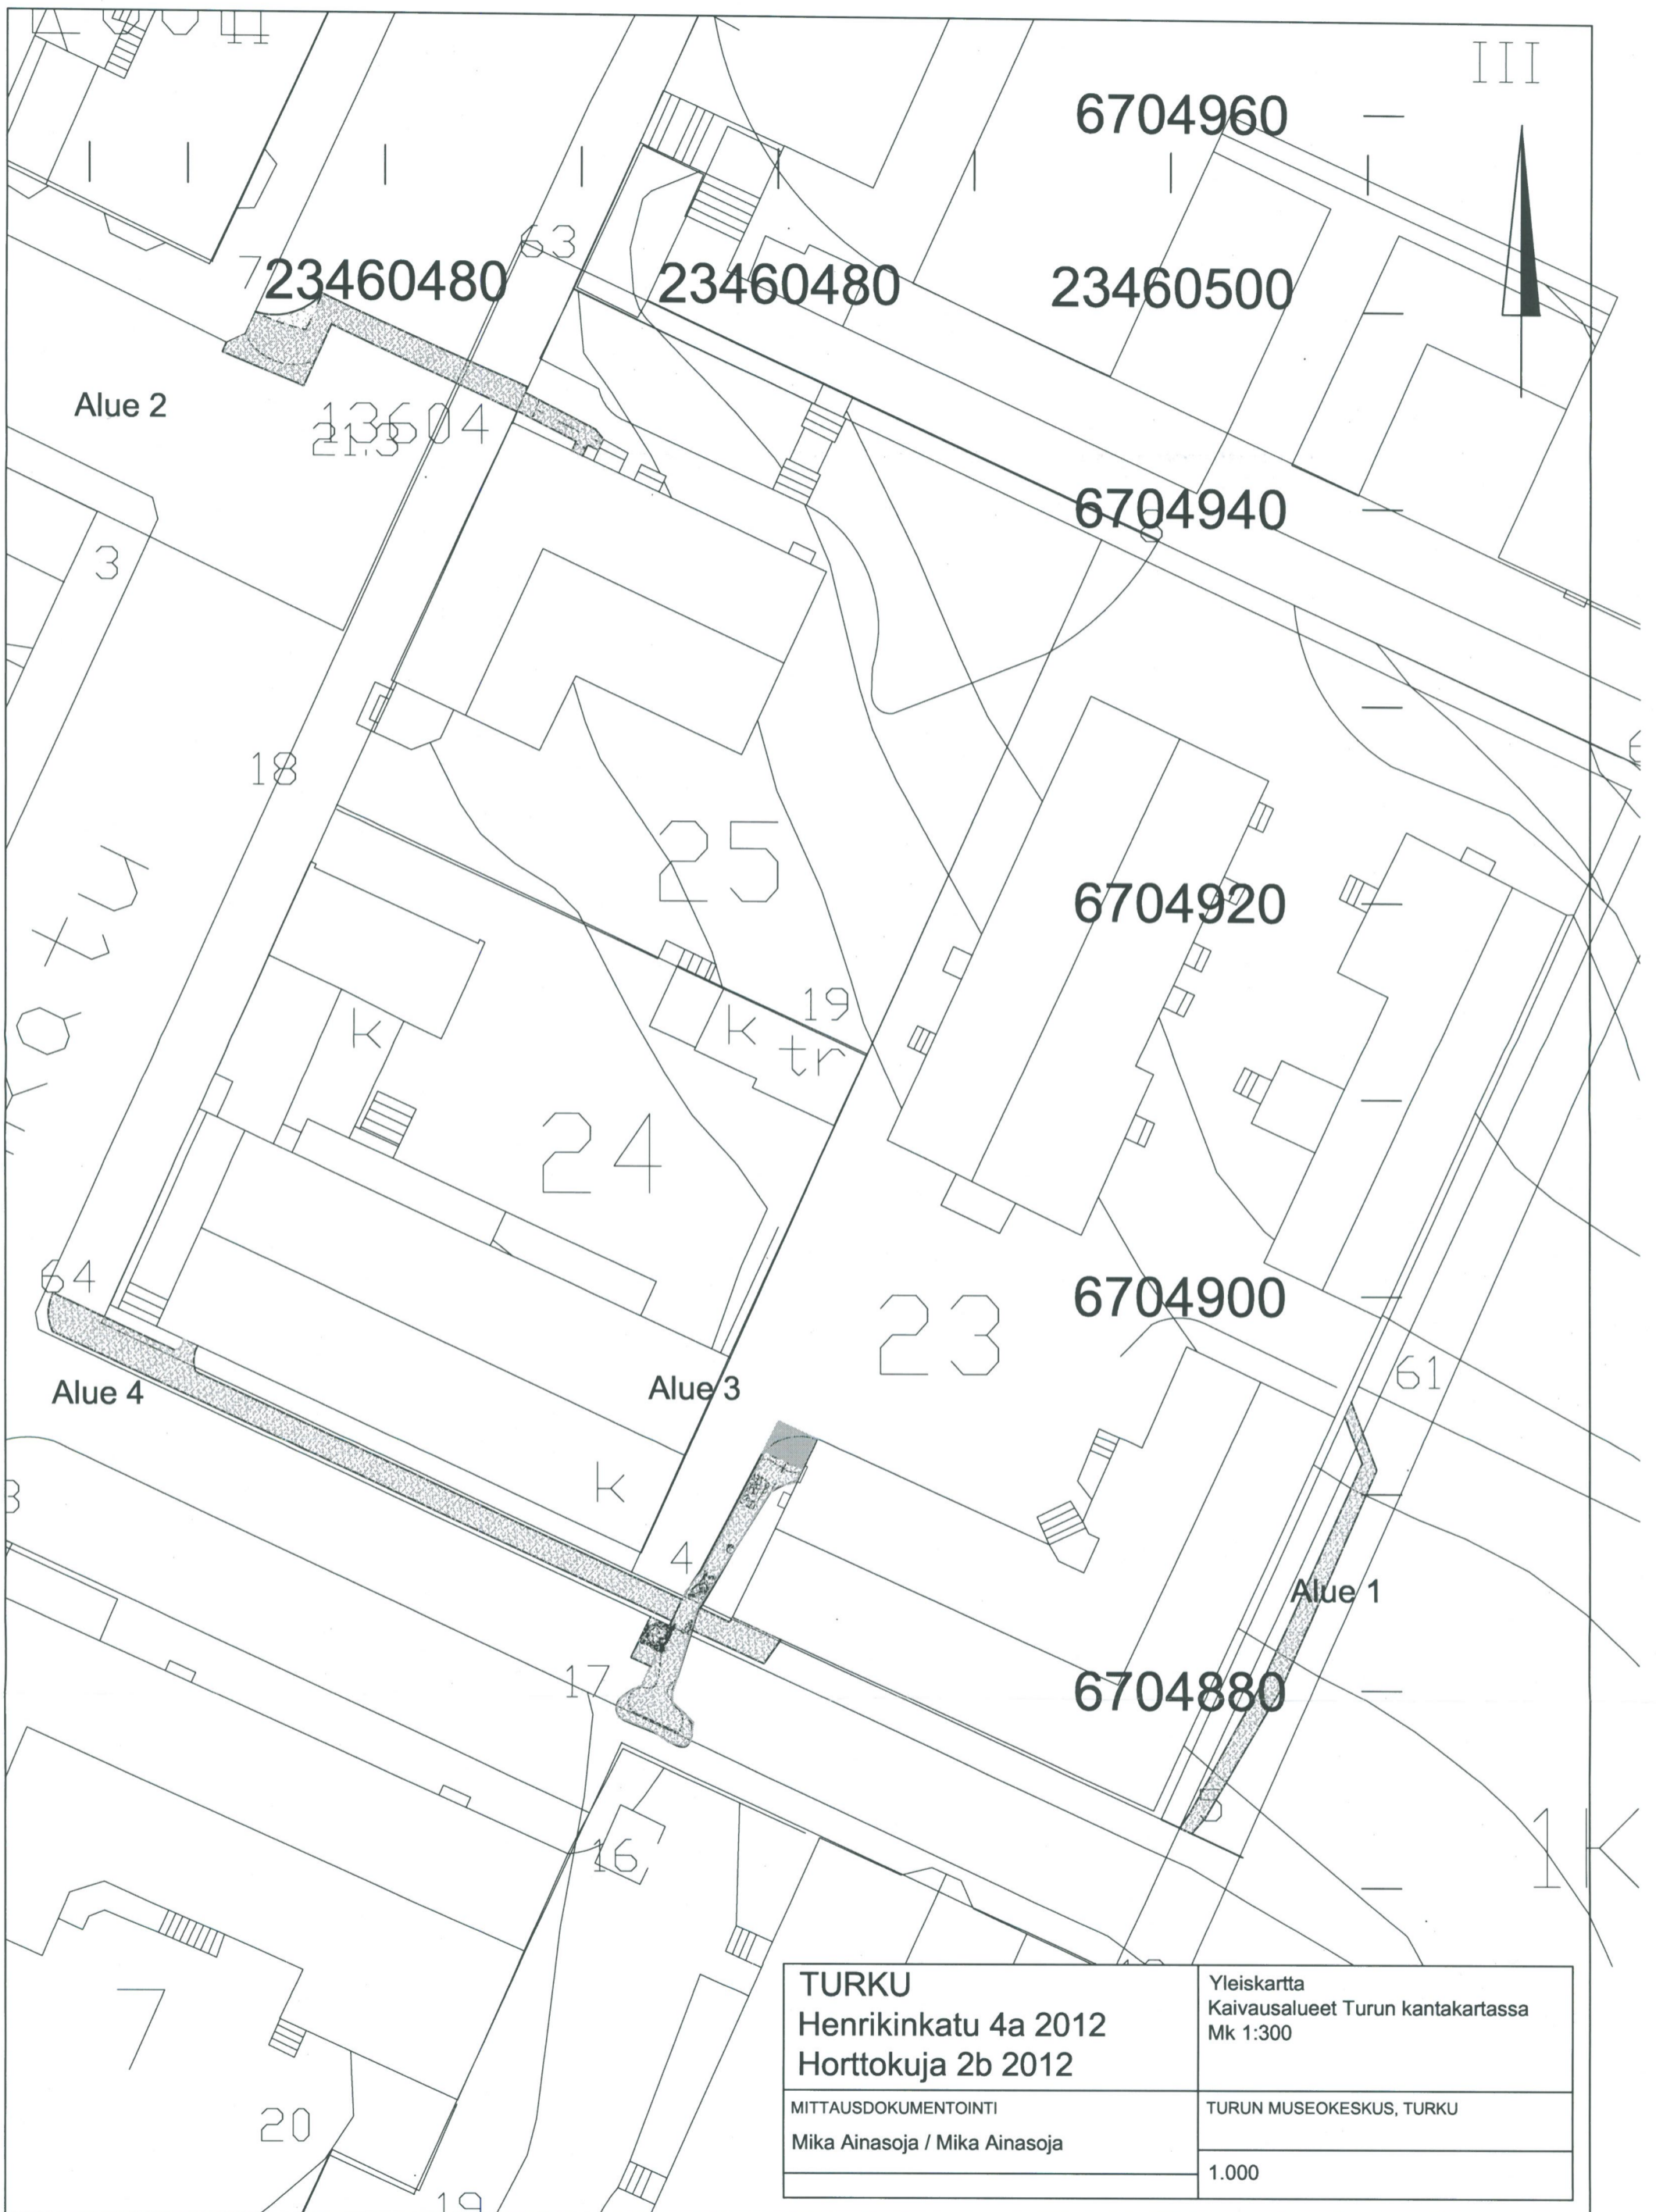 III
6704960
63
7
23460480
23460480
23460500
Alue 2
13604
21.3
6704940
8
3
18
25
6704920
19
k
k
tr
24
64
6704900
23
61
Alue 4
Alue 3
k
4
Alue 1
17
6704880
16
1K
7
20
19
TURKU
Henrikinkatu 4a 2012
Horttokuja 2b 2012
Yleiskartta
Kaivausalueet Turun kantakartassa
Mk 1:300
MITTAUSDOKUMENTOINTI
Mika Ainasoja / Mika Ainasoja
TURUN MUSEOKESKUS, TURKU
1.000